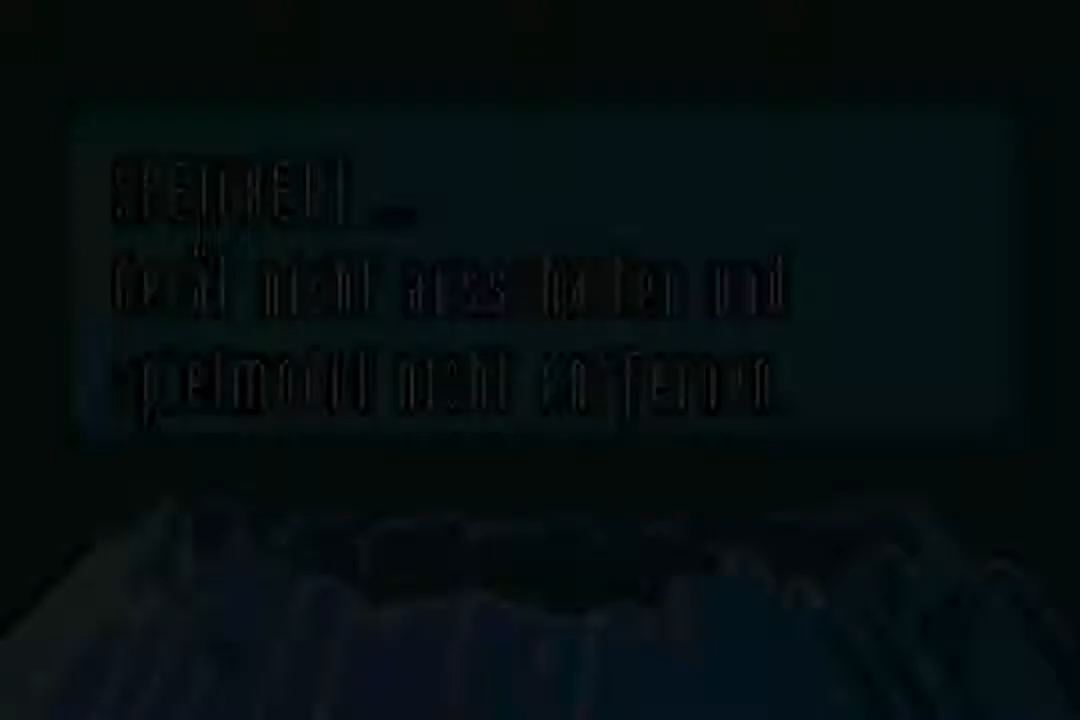 SPEICHERT …
Gerät nicht ausschalten und
Spielmodul nicht entfernen